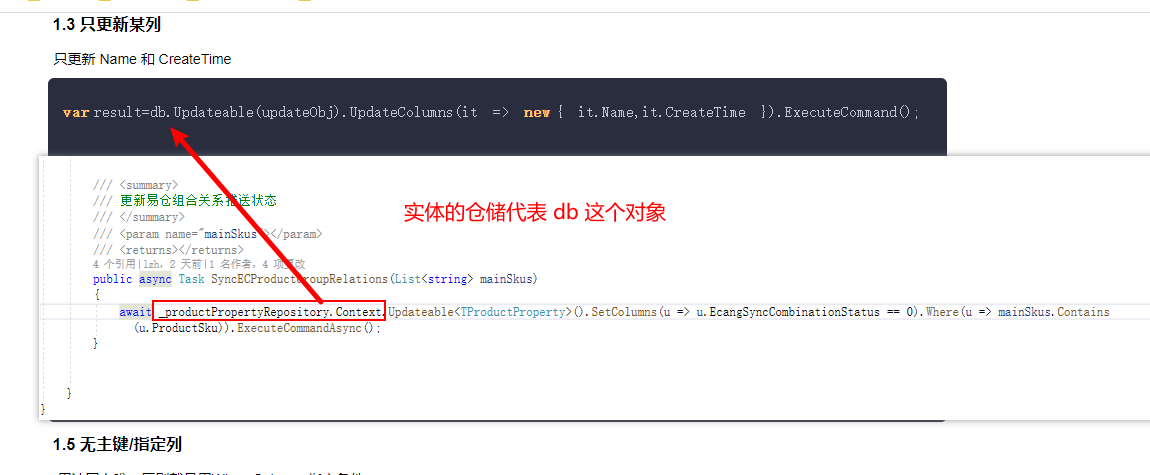 1.3 只更新某列
只更新 Name 和 CreateTime
var result=db.Updateable(updateObj).UpdateColumns(it => new { it.Name,it.CreateTime }).ExecuteCommand();
/// <summary>
/// 更新易仓组合关系推送状态
/// </summary>
实体的仓储代表 db 这个对象
/// <param name="mainSkus"></param>
/// <returns></returns>
4 个引用|lzh，2 天前|1 名作者，4 项更改
public async Task SyncECProductGroupRelations(List<string> mainSkus)
{
await _productPropertyRepository.Context.Updateable<TProductProperty>().SetColumns(u => u.EcangSyncCombinationStatus == 0).Where(u => mainSkus.Contains
(u.ProductSku)).ExecuteCommandAsync();
}
}
}
1.5 无主键/指定列